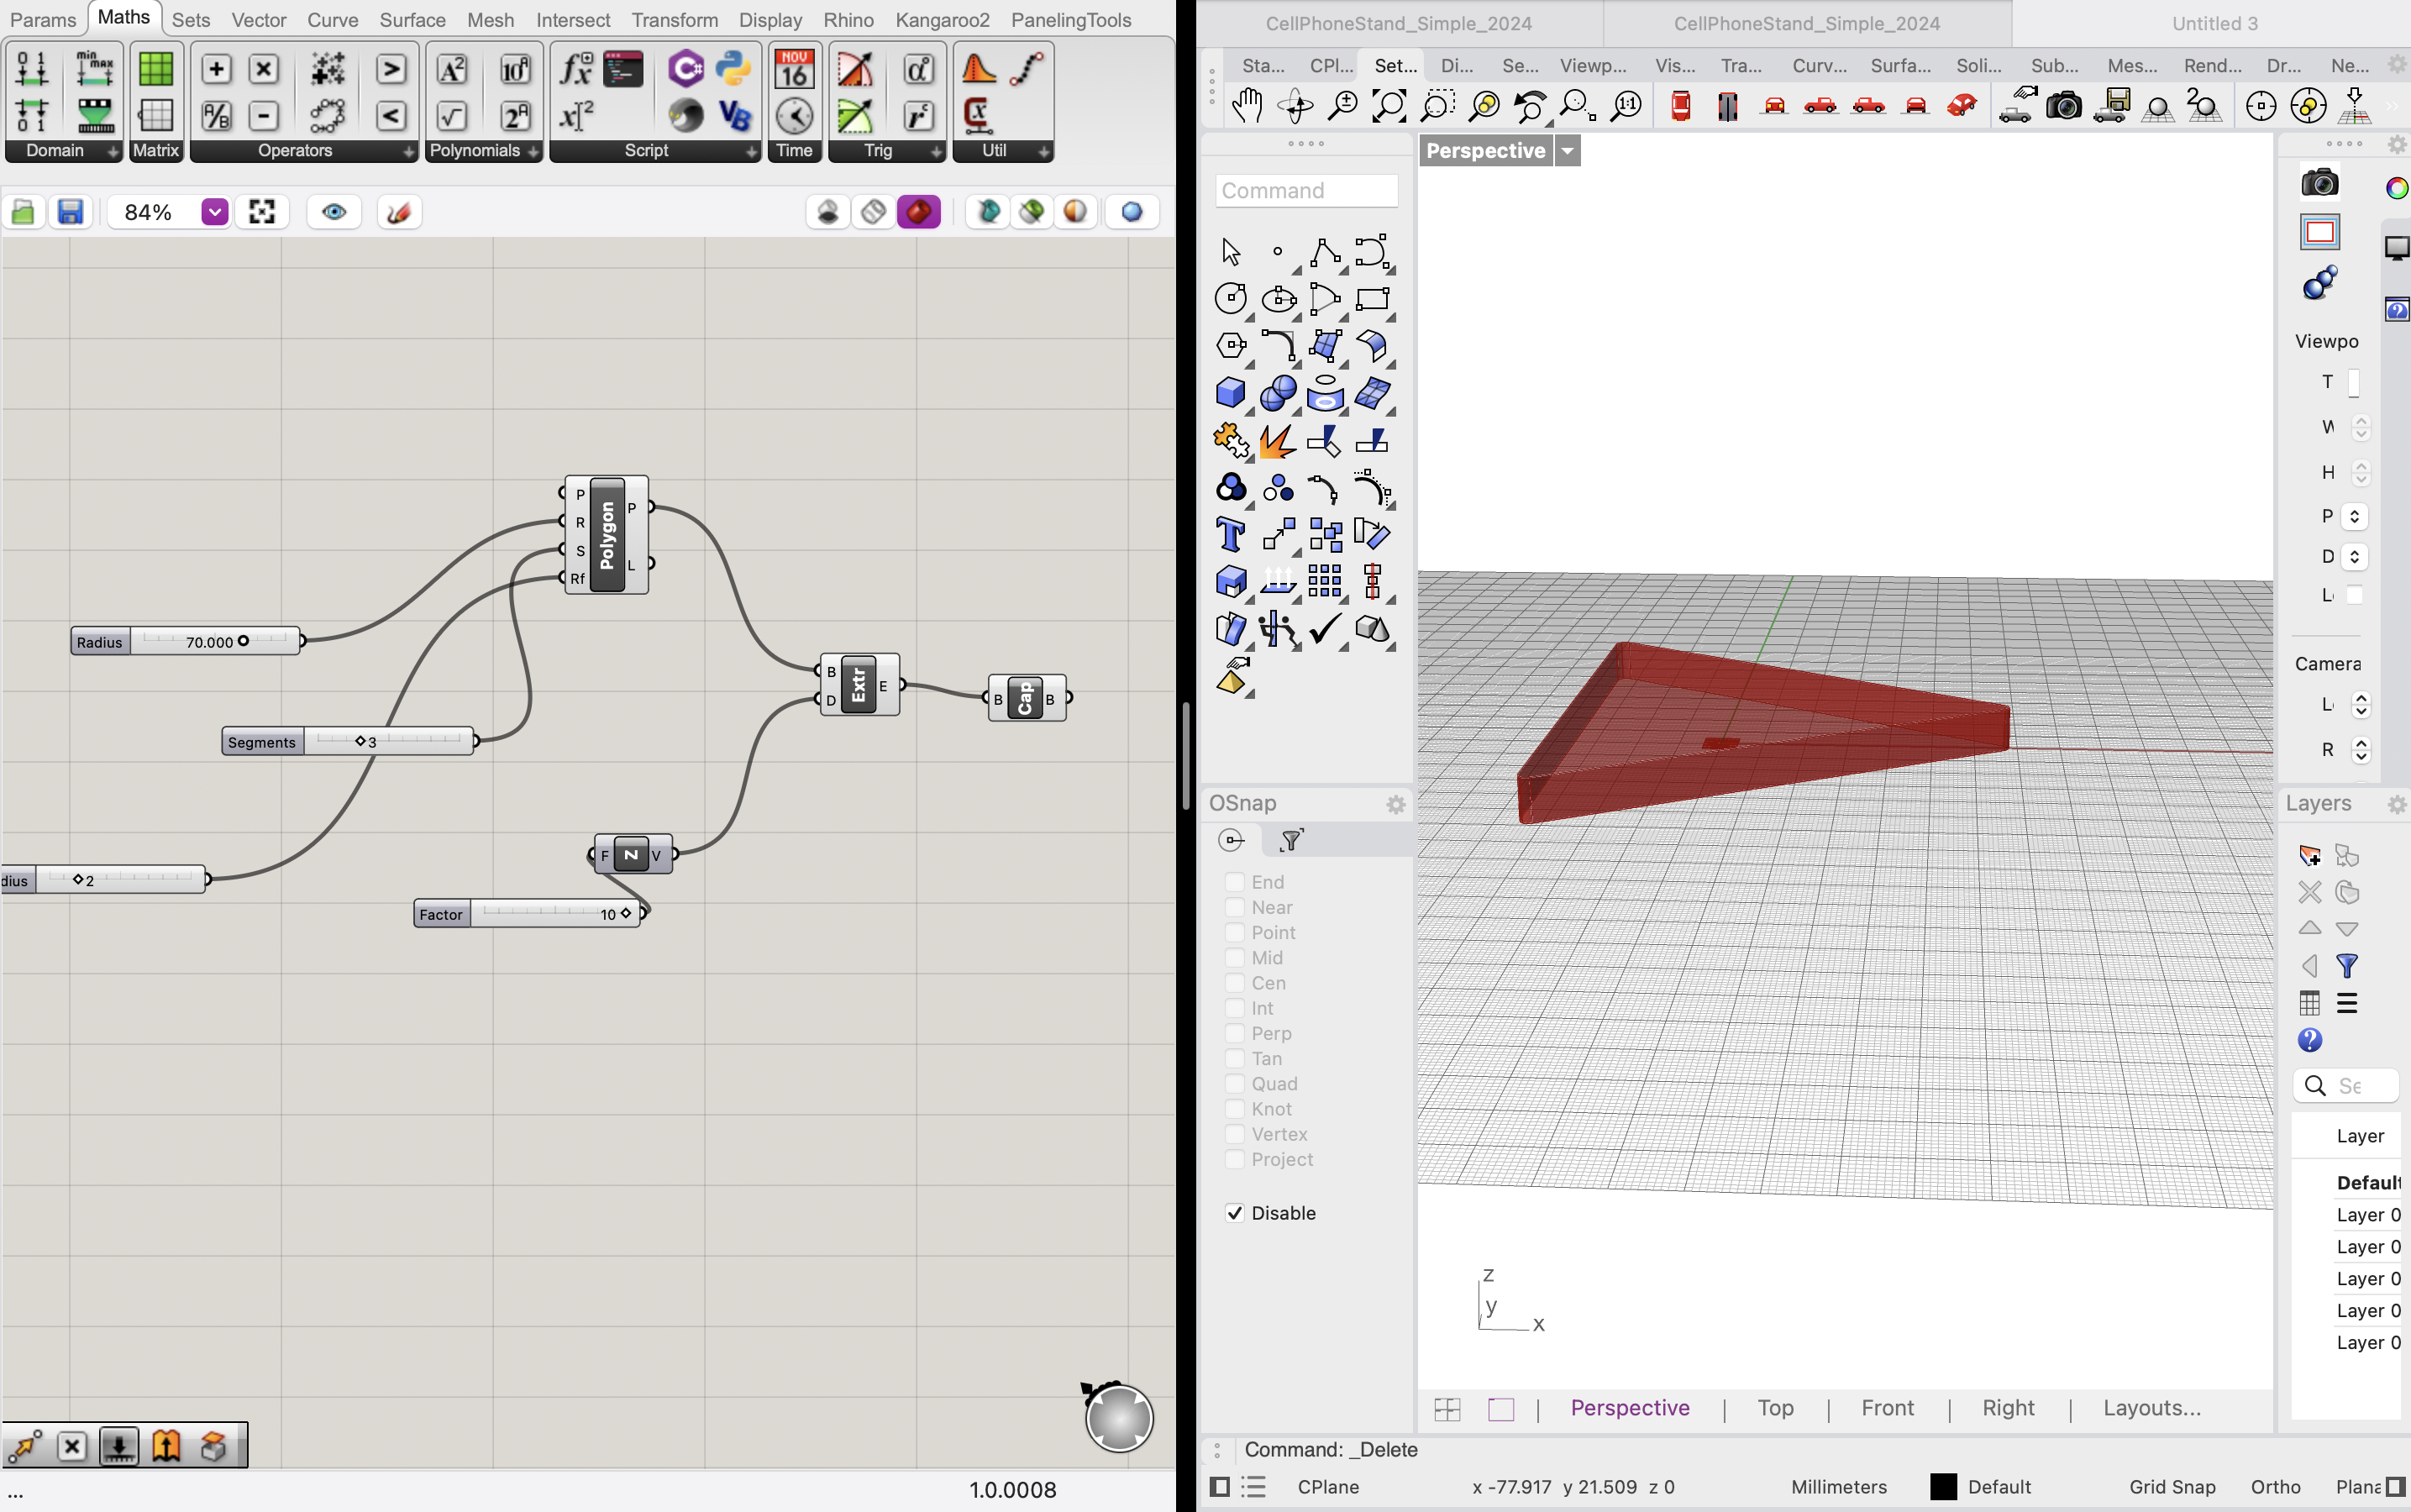 Params Maths Sets Vector Curve Surface Mesh Intersect Transform Display Rhino Kangaroo2 PanelingTools
Domain Matrix Operators Polynomials Script Time Trig Util
84%
P
R
S
Rf
Polygon
P
L
Radius 70.000
Segments 3
dius 2
B
D
Extr
E
B Cap B
F Z V
Factor 10
...
1.0.0008
CellPhoneStand_Simple_2024 CellPhoneStand_Simple_2024 Untitled 3
Sta... CPl... Set... Di... Se... Viewp... Vis... Tra... Curv... Surfa... Soli... Sub... Mes... Rend... Dr... Ne...
Command
Perspective
OSnap
End
Near
Point
Mid
Cen
Int
Perp
Tan
Quad
Knot
Vertex
Project
Disable
z
y
x
Perspective | Top | Front | Right | Layouts...
Command: _Delete
CPlane x -77.917 y 21.509 z 0 Millimeters Default Grid Snap Ortho Plana
Viewpo
T
W
H
P
D
L
Camera
L
R
Layers
Se
Layer
Default
Layer 0
Layer 0
Layer 0
Layer 0
Layer 0